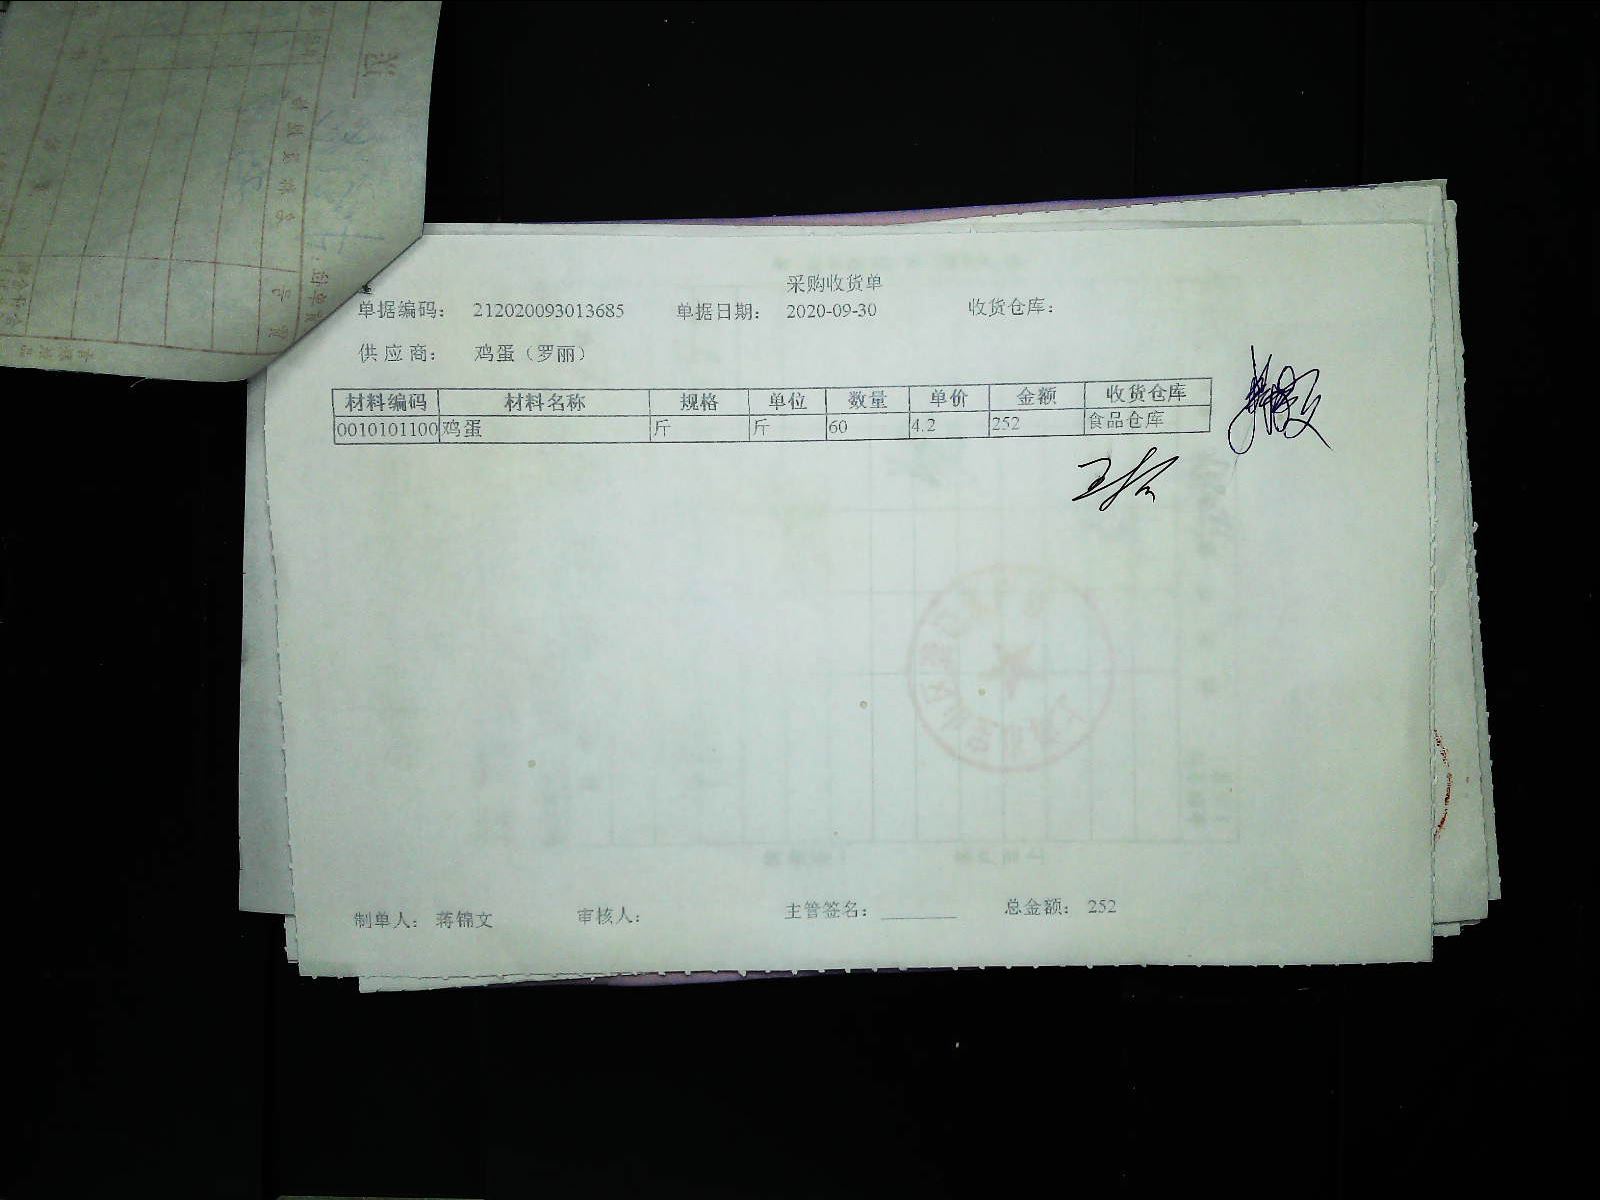 采购收货单
单据编码： 212020093013685 单据日期： 2020-09-30 收货仓库：
供应商： 鸡蛋（罗丽）
材料编码 材料名称 规格 单位 数量 单价 金额 收货仓库
0010101100 鸡蛋 斤 斤 60 4.2 252 食品仓库
制单人： 蒋锦文 审核人： 主管签名： 总金额： 252